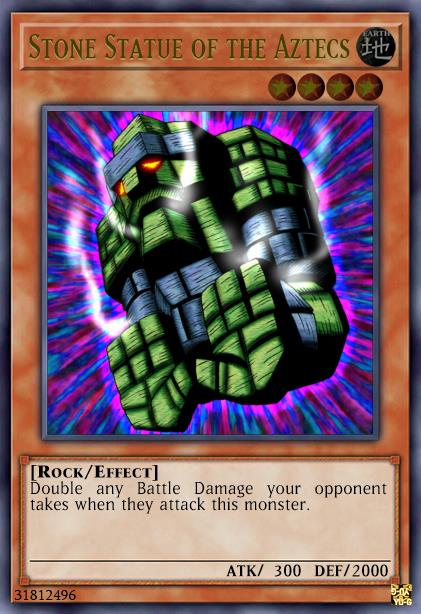 STONE STATUE OF THE AZTECS
EARTH
地
[ROCK/EFFECT]
Double any Battle Damage your opponent
takes when they attack this monster.
ATK/ 300 DEF/2000
31812496